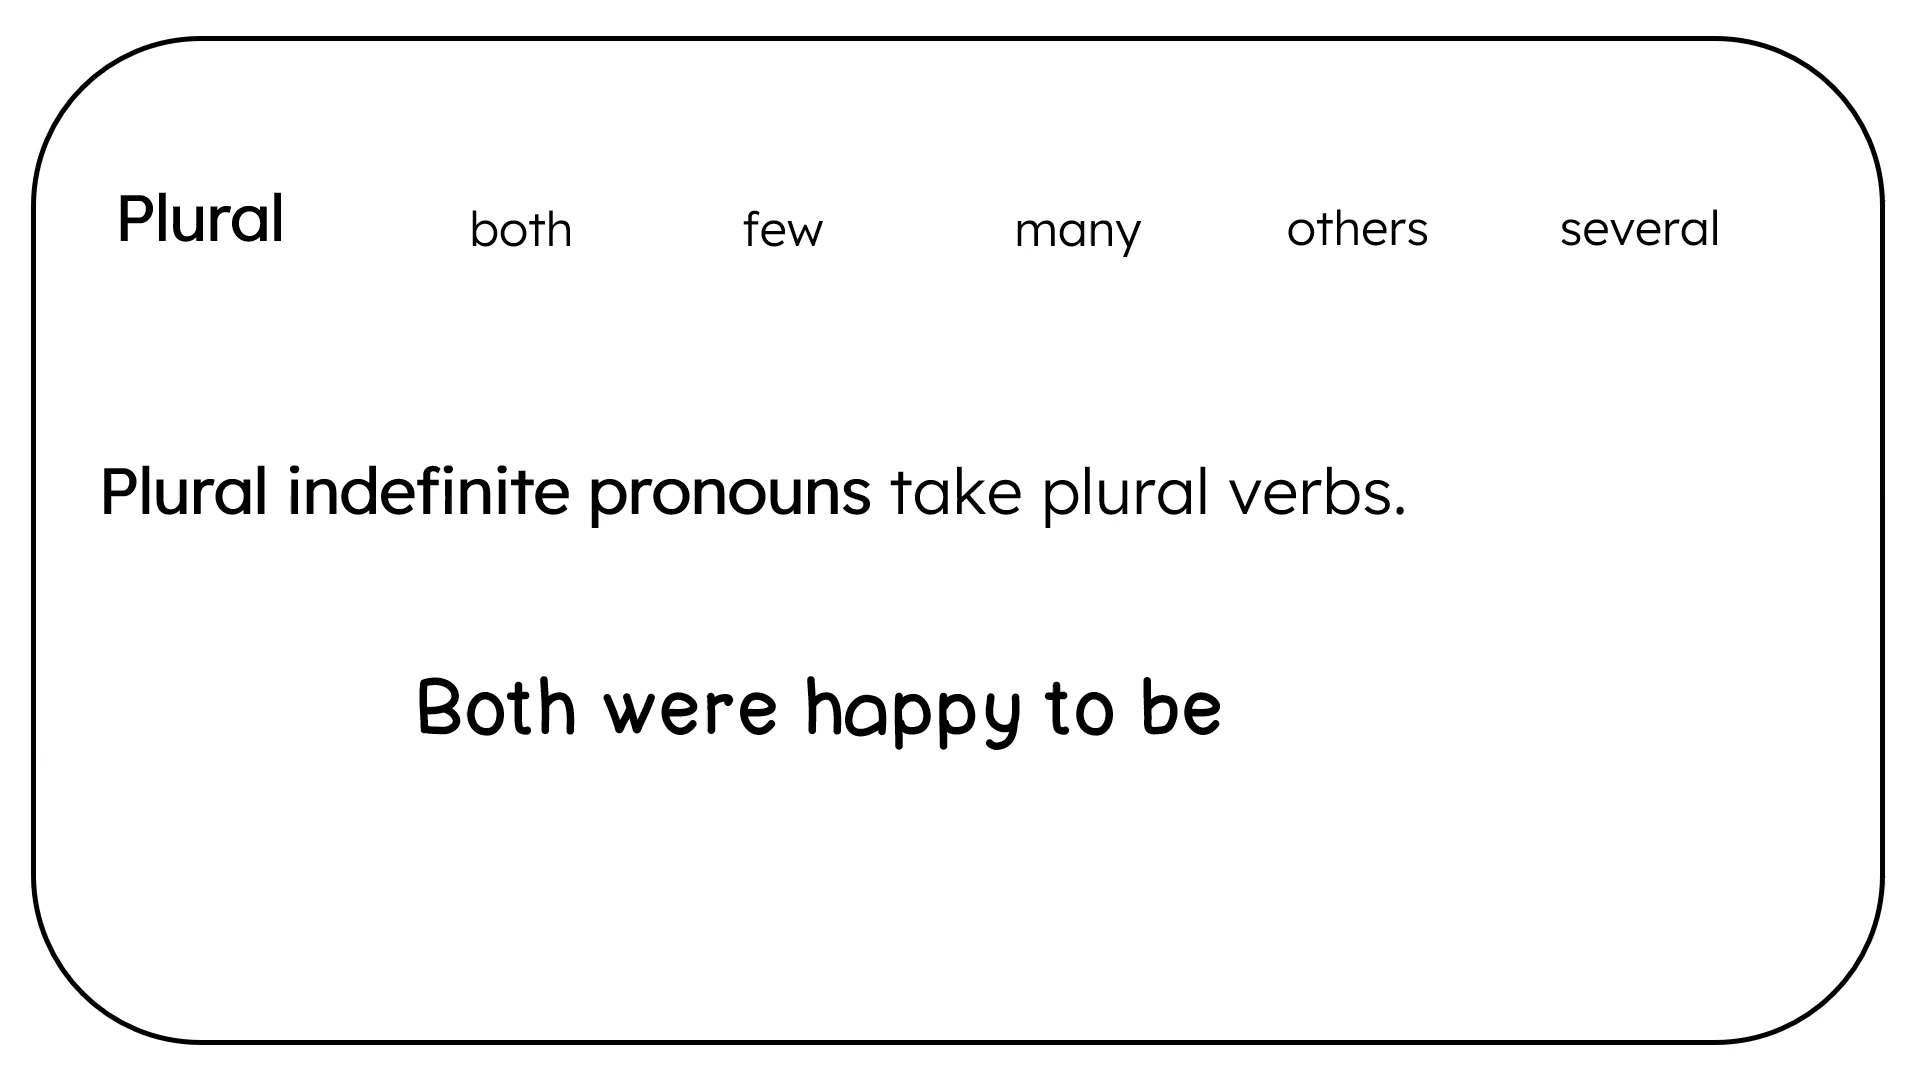 Plural both few many others several
Plural indefinite pronouns take plural verbs.
Both were happy to be